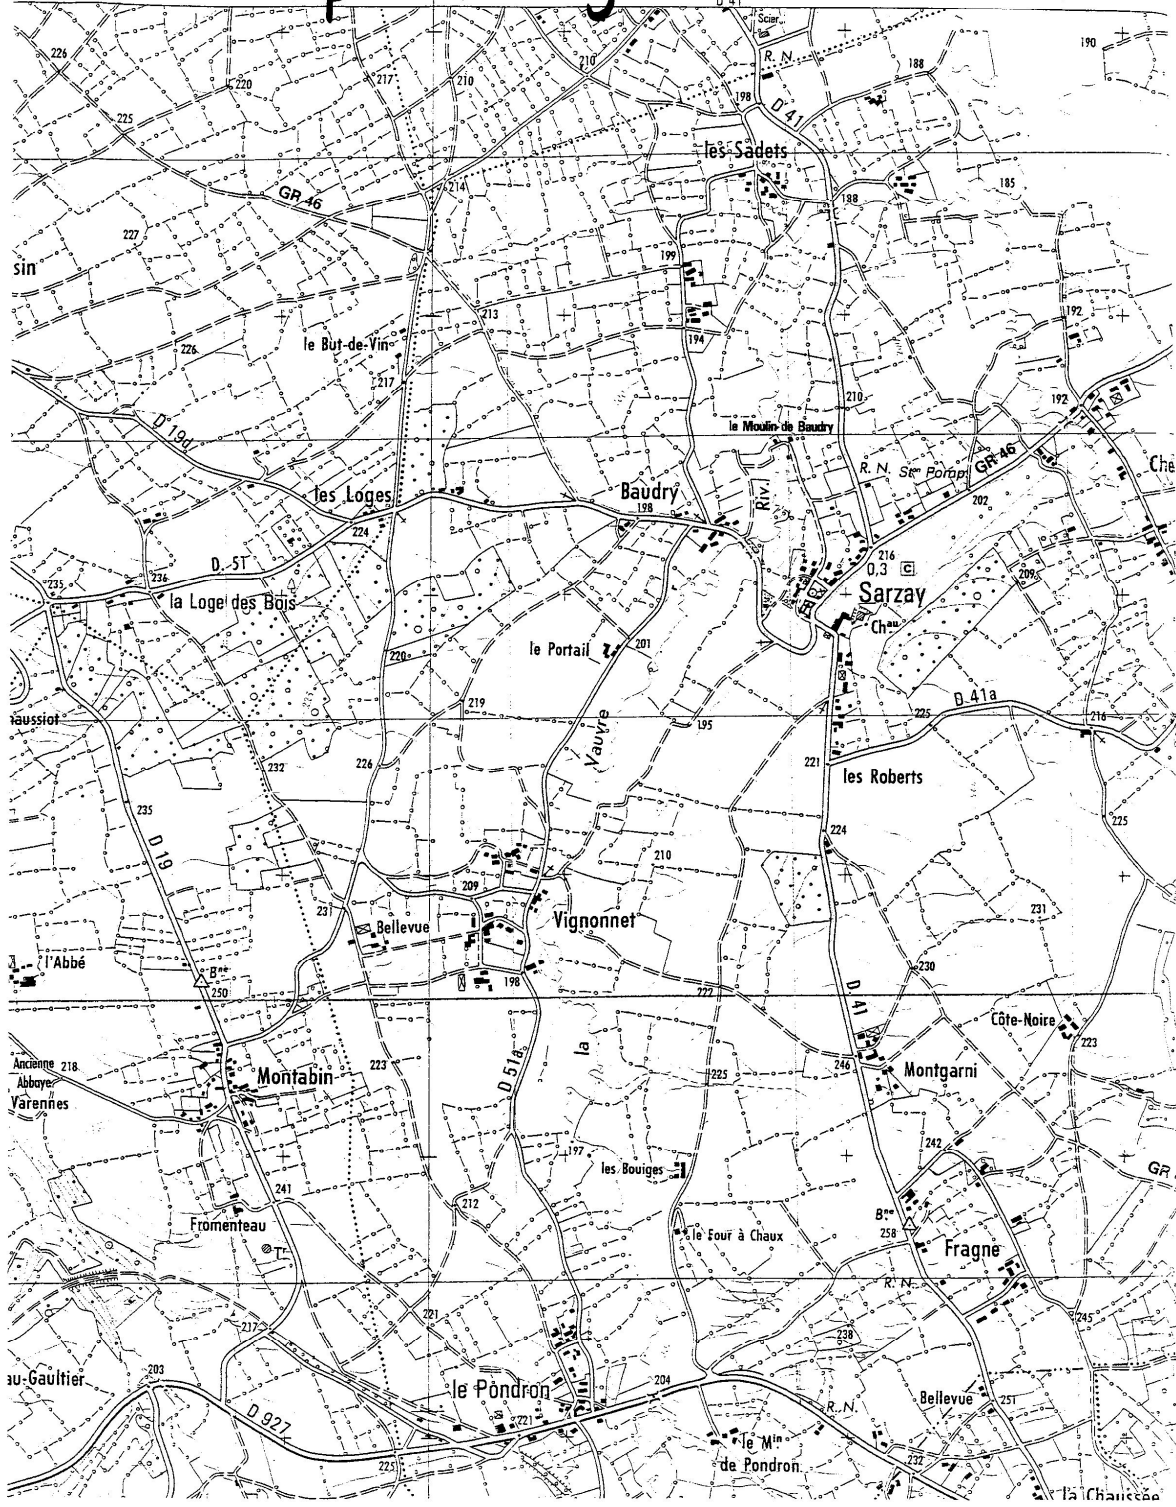 D 41
Scier.
226
217
210
210
R. N.
188
190
220
198
D 41
225
les Sadets
214
185
GR 46
188
227
199
sin
213
192
le But-de-Vin
194
226
217
210
192
D 19d
le Moulin de Baudry
R. N.
Stⁿ Pomp.
GR 46
Che
les Loges
Baudry
Riv.
198
202
224
216
D. 51
0,3
C
235
236
209
la Loge des Bois
Sarzay
Chau
le Portail
201
220
219
D 41a
aussiot
195
225
216
Vauvre
232
226
221
les Roberts
235
225
224
D 19
210
209
231
Bellevue
Vignonnet
231
l'Abbé
Bne
230
250
198
222
D 41
Côte-Noire
la
223
Ancienne
Abbaye
Varennes
218
223
246
Montgarni
Montabin
D 51a
225
242
197
les Bouiges
GR
241
212
Bne
Fromenteau
le Four à Chaux
258
Fragne
Tr
R. N.
221
245
217
238
au-Gaultier
203
le Pondron
204
Bellevue
251
D 927
221
R. N.
le Min
de Pondron
225
232
la Chaussée